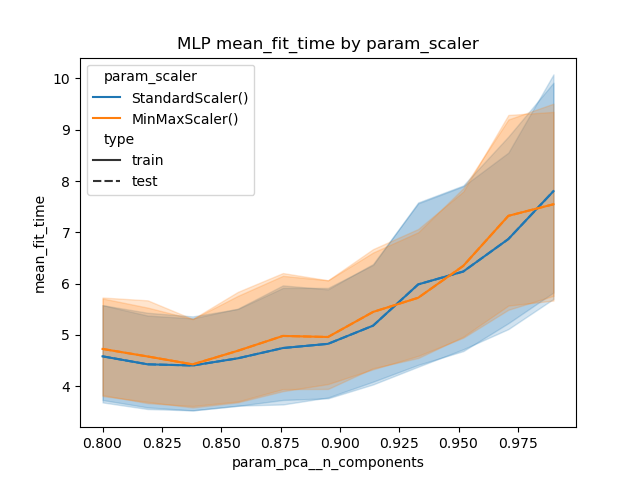 MLP mean_fit_time by param_scaler
param_scaler
StandardScaler()
MinMaxScaler()
type
train
test
10
9
8
7
6
5
4
mean_fit_time
0.800 0.825 0.850 0.875 0.900 0.925 0.950 0.975
param_pca__n_components